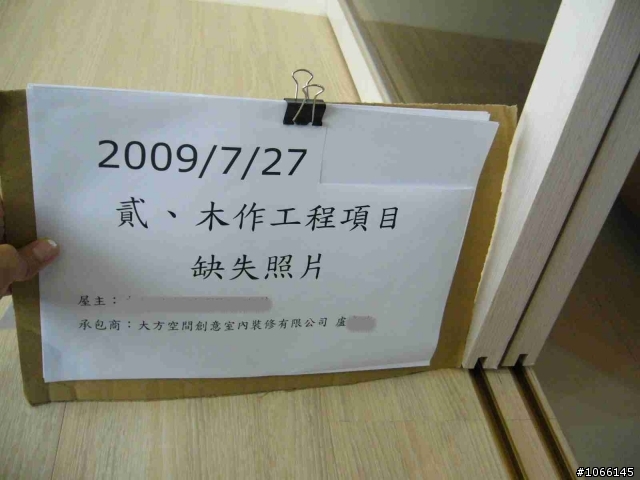 2009/7/27
貳、木作工程項目
缺失照片
屋主：
承包商：大方空間創意室內裝修有限公司 盧
#1066145